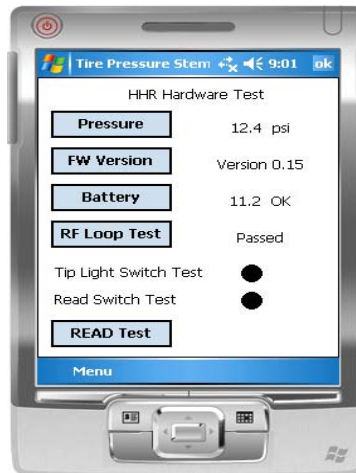 Tire Pressure Stem 9:01 ok
HHR Hardware Test
Pressure 12.4 psi
FW Version Version 0.15
Battery 11.2 OK
RF Loop Test Passed
Tip Light Switch Test
Read Switch Test
READ Test
Menu